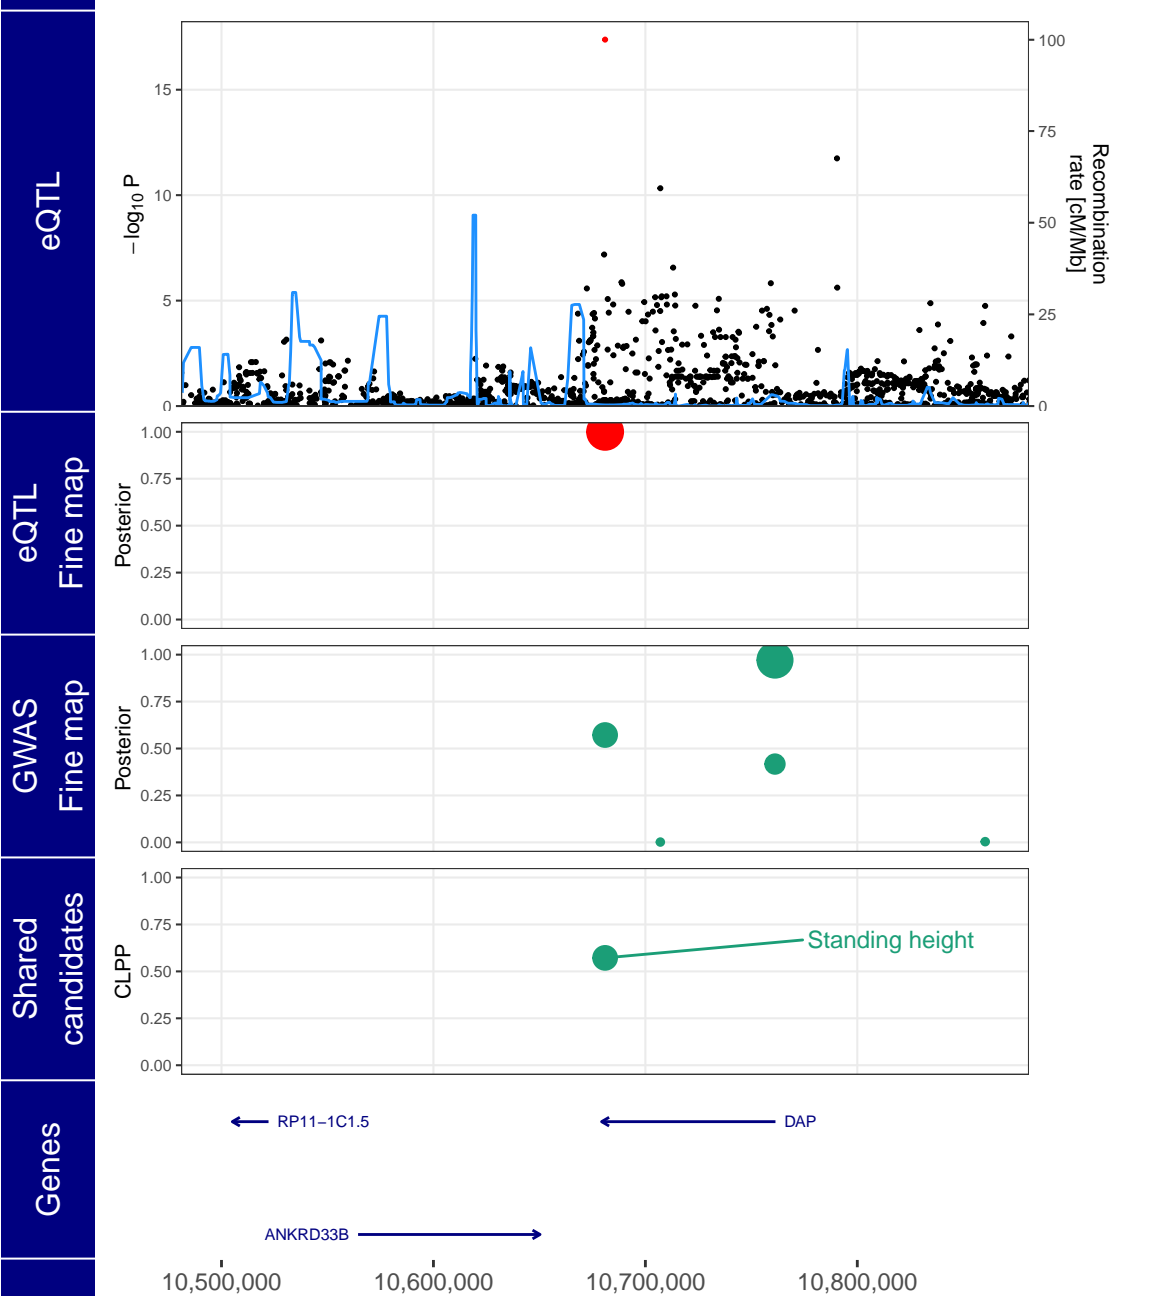 eQTL
−log10 P
15
10
5
0
100
75
50
25
0
Recombination
rate [cM/Mb]
eQTL
Fine map
Posterior
1.00
0.75
0.50
0.25
0.00
GWAS
Fine map
Posterior
1.00
0.75
0.50
0.25
0.00
Shared
candidates
CLPP
1.00
0.75
0.50
0.25
0.00
Standing height
Genes
RP11−1C1.5
DAP
ANKRD33B
10,500,000
10,600,000
10,700,000
10,800,000